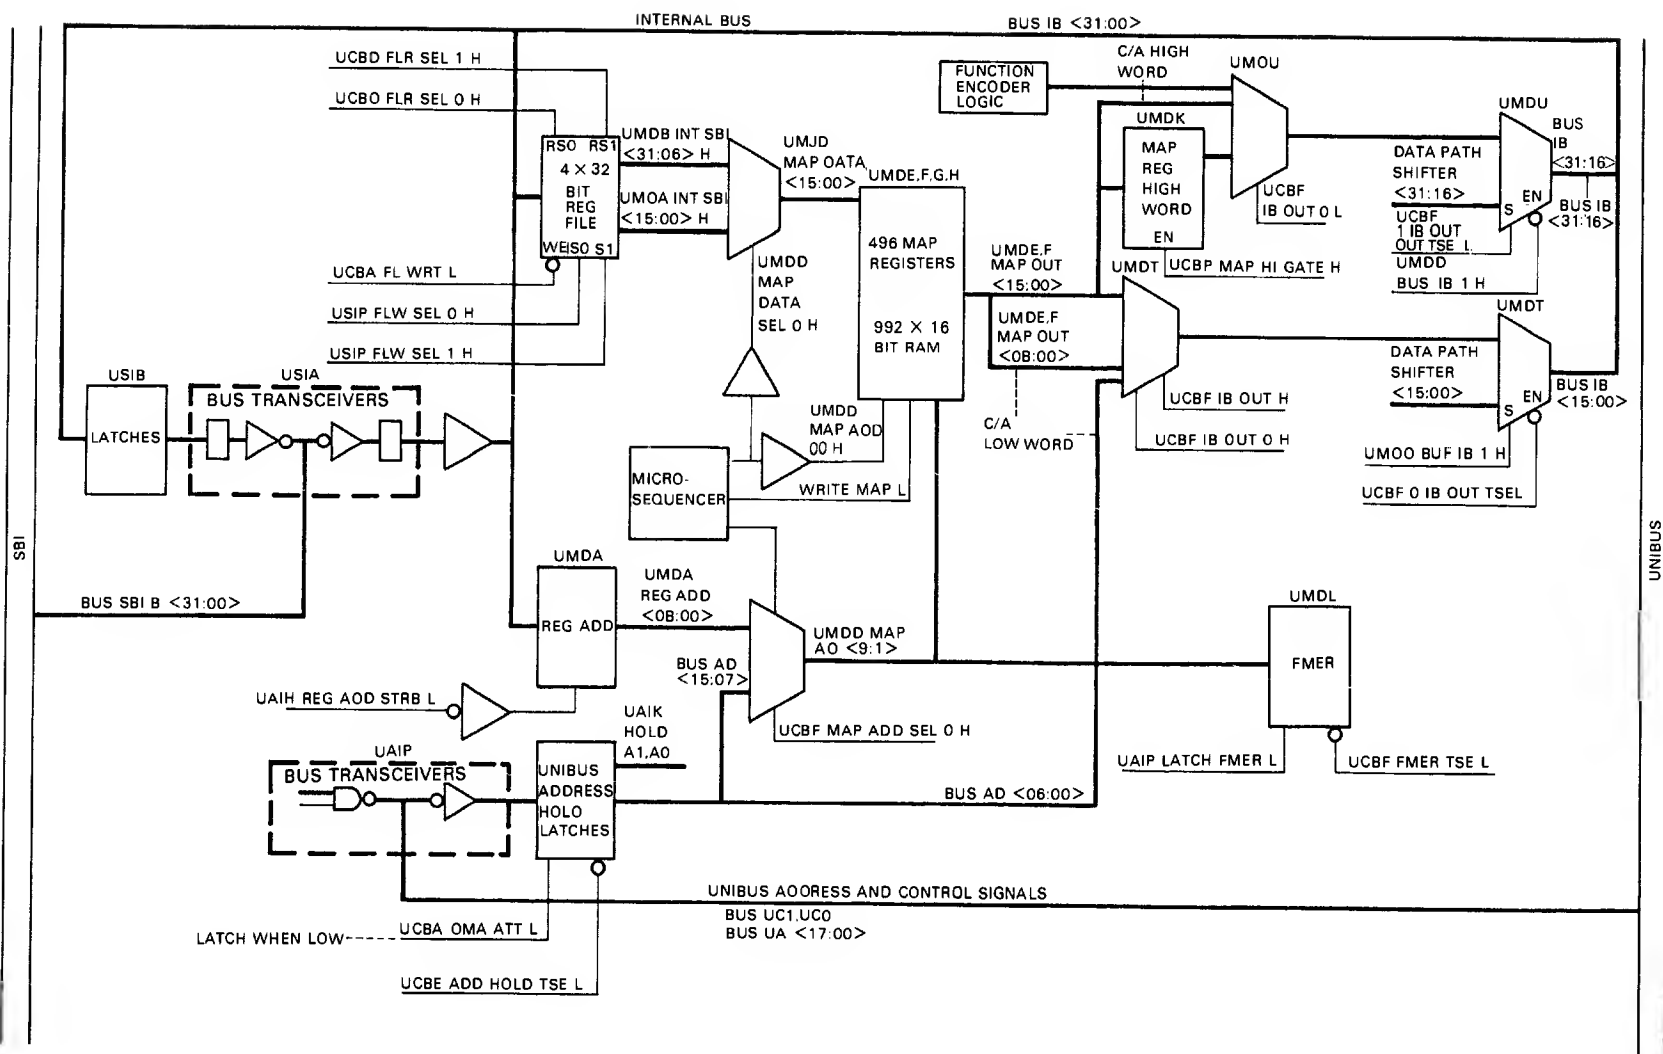 INTERNAL BUS
BUS IB <31:00>
UCBD FLR SEL 1 H
UCBO FLR SEL 0 H
RS0 RS1
4 X 32
BIT
REG
FILE
WE S0 S1
UMDB INT SBI
<31:06> H
UMOA INT SBI
<15:00> H
UCBA FL WRT L
USIP FLW SEL 0 H
USIP FLW SEL 1 H
UMJD
MAP OATA
<15:00>
UMDE,F,G,H
496 MAP
REGISTERS
992 X 16
BIT RAM
UMDD
MAP
DATA
SEL 0 H
FUNCTION
ENCODER
LOGIC
C/A HIGH
WORD
UMOU
UMDK
MAP
REG
HIGH
WORD
EN
UCBF
IB OUT 0 L
UCBP MAP HI GATE H
UMDE,F
MAP OUT
<15:00>
UMDE,F
MAP OUT
<0B:00>
UMDT
C/A
LOW WORD
UCBF IB OUT H
UCBF IB OUT 0 H
UMDU
BUS
IB
<31:16>
DATA PATH
SHIFTER
<31:16>
S
EN
BUS IB
<31:16>
UCBF
1 IB OUT
OUT TSE L
UMDD
BUS IB 1 H
UMDT
DATA PATH
SHIFTER
<15:00>
S
EN
BUS IB
<15:00>
UMOO BUF IB 1 H
UCBF 0 IB OUT TSEL
USIB
LATCHES
USIA
BUS TRANSCEIVERS
UMDD
MAP AOD
00 H
MICRO-
SEQUENCER
WRITE MAP L
SBI
UNIBUS
BUS SBI B <31:00>
UMDA
REG ADD
UMDA
REG ADD
<0B:00>
BUS AD
<15:07>
UMDD MAP
AO <9:1>
UCBF MAP ADD SEL 0 H
UMDL
FMER
UAIP LATCH FMER L
UCBF FMER TSE L
UAIH REG AOD STRB L
UAIK
HOLD
A1,A0
UAIP
BUS TRANSCEIVERS
UNIBUS
ADDRESS
HOLO
LATCHES
BUS AD <06:00>
UNIBUS AOORESS AND CONTROL SIGNALS
BUS UC1,UC0
BUS UA <17:00>
LATCH WHEN LOW
UCBA OMA ATT L
UCBE ADD HOLD TSE L